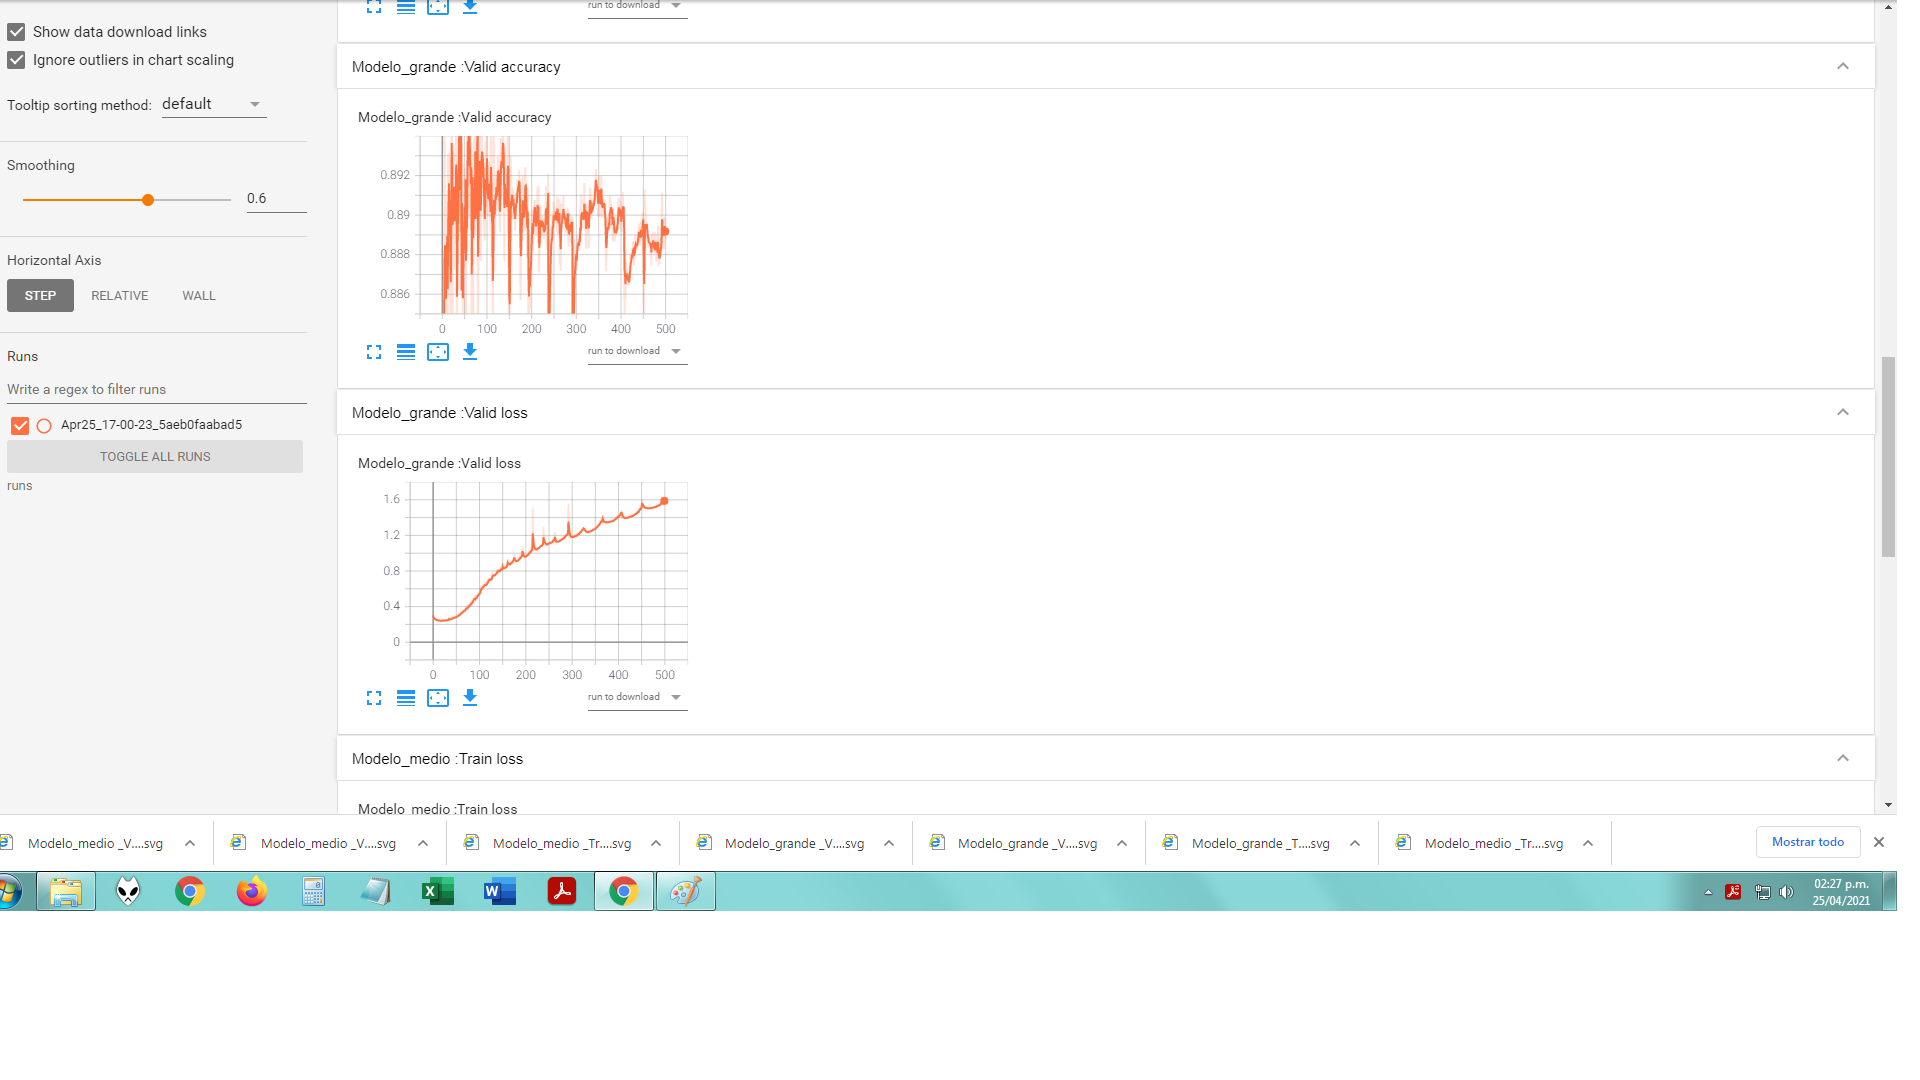 Show data download links
Ignore outliers in chart scaling
Tooltip sorting method: default
Smoothing
0.6
Horizontal Axis
STEP RELATIVE WALL
Runs
Write a regex to filter runs
Apr25_17-00-23_5aeb0faabad5
TOGGLE ALL RUNS
runs
run to download
Modelo_grande :Valid accuracy
Modelo_grande :Valid accuracy
0.892
0.89
0.888
0.886
0 100 200 300 400 500
run to download
Modelo_grande :Valid loss
Modelo_grande :Valid loss
1.6
1.2
0.8
0.4
0
0 100 200 300 400 500
run to download
Modelo_medio :Train loss
Modelo_medio :Train loss
Modelo_medio _V....svg Modelo_medio _V....svg Modelo_medio _Tr....svg Modelo_grande _V....svg Modelo_grande _V....svg Modelo_grande _T....svg Modelo_medio _Tr....svg Mostrar todo
02:27 p.m.
25/04/2021